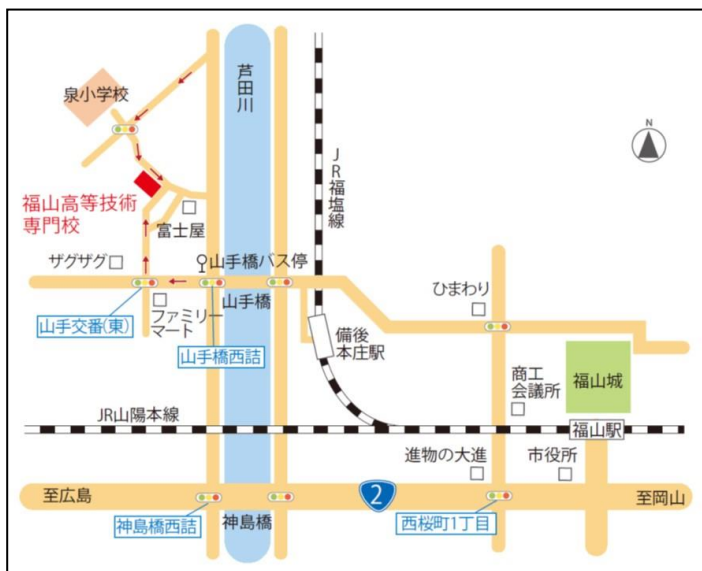 泉小学校
芦田川
N
JR福塩線
福山高等技術
専門校
富士屋
ザグザグ
山手橋バス停
山手橋
ひまわり
山手交番(東)
ファミリー
マート
山手橋西詰
備後
本庄駅
商工
会議所
福山城
JR山陽本線
福山駅
進物の大進
市役所
至広島
2
至岡山
神島橋西詰
神島橋
西桜町1丁目